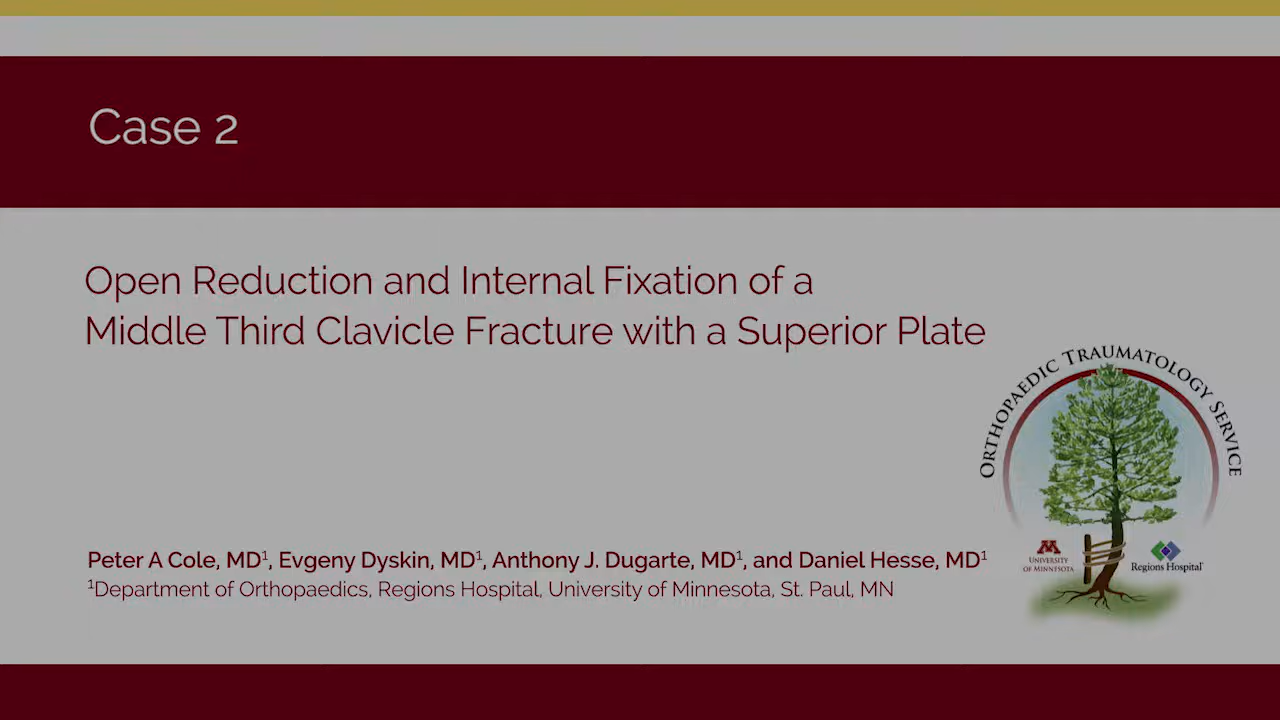 Case 2
Open Reduction and Internal Fixation of a
Middle Third Clavicle Fracture with a Superior Plate
ORTHOPAEDIC TRAUMATOLOGY SERVICE
Peter A Cole, MD¹, Evgeny Dyskin, MD¹, Anthony J. Dugarte, MD¹, and Daniel Hesse, MD¹
¹Department of Orthopaedics, Regions Hospital, University of Minnesota, St. Paul, MN
M
UNIVERSITY
OF MINNESOTA
Regions Hospital